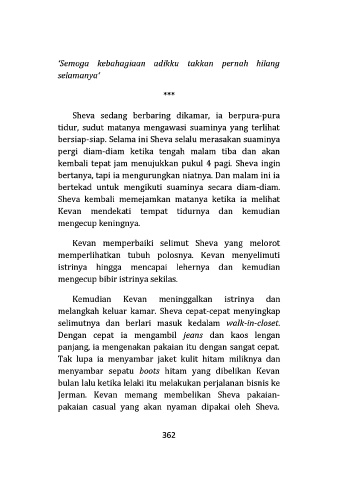 'Semoga kebahagiaan adikku takkan pernah hilang
selamanya'
***
Sheva sedang berbaring dikamar, ia berpura-pura
tidur, sudut matanya mengawasi suaminya yang terlihat
bersiap-siap. Selama ini Sheva selalu merasakan suaminya
pergi diam-diam ketika tengah malam tiba dan akan
kembali tepat jam menujukkan pukul 4 pagi. Sheva ingin
bertanya, tapi ia mengurungkan niatnya. Dan malam ini ia
bertekad untuk mengikuti suaminya secara diam-diam.
Sheva kembali memejamkan matanya ketika ia melihat
Kevan mendekati tempat tidurnya dan kemudian
mengecup keningnya.
Kevan memperbaiki selimut Sheva yang melorot
memperlihatkan tubuh polosnya. Kevan menyelimuti
istrinya hingga mencapai lehernya dan kemudian
mengecup bibir istrinya sekilas.
Kemudian Kevan meninggalkan istrinya dan
melangkah keluar kamar. Sheva cepat-cepat menyingkap
selimutnya dan berlari masuk kedalam walk-in-closet.
Dengan cepat ia mengambil jeans dan kaos lengan
panjang, ia mengenakan pakaian itu dengan sangat cepat.
Tak lupa ia menyambar jaket kulit hitam miliknya dan
menyambar sepatu boots hitam yang dibelikan Kevan
bulan lalu ketika lelaki itu melakukan perjalanan bisnis ke
Jerman. Kevan memang membelikan Sheva pakaian-
pakaian casual yang akan nyaman dipakai oleh Sheva.
362